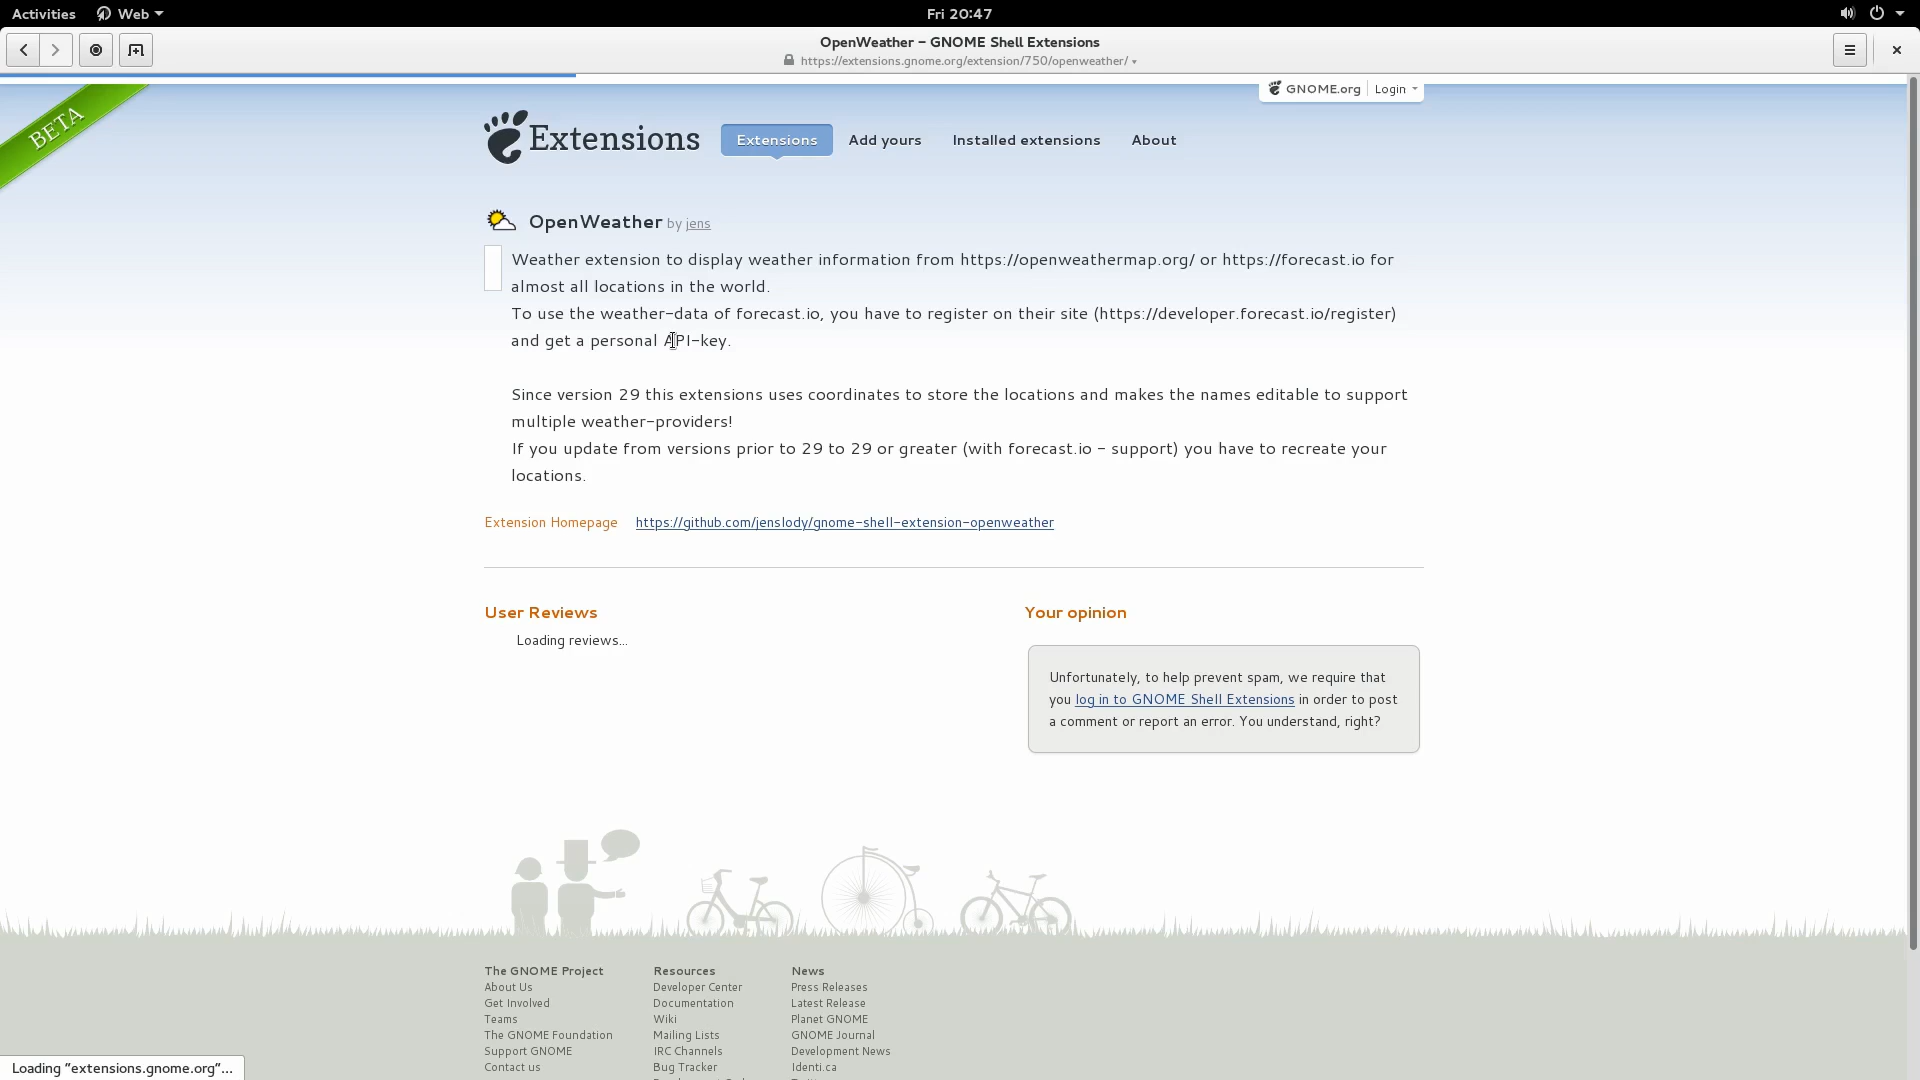 Activities Web Fri 20:47
OpenWeather – GNOME Shell Extensions
https://extensions.gnome.org/extension/750/openweather/
BETA
GNOME.org Login
Extensions Extensions Add yours Installed extensions About
OpenWeather by jens
Weather extension to display weather information from https://openweathermap.org/ or https://forecast.io for
almost all locations in the world.
To use the weather-data of forecast.io, you have to register on their site (https://developer.forecast.io/register)
and get a personal API-key.
Since version 29 this extensions uses coordinates to store the locations and makes the names editable to support
multiple weather-providers!
If you update from versions prior to 29 to 29 or greater (with forecast.io - support) you have to recreate your
locations.
Extension Homepage https://github.com/jenslody/gnome-shell-extension-openweather
User Reviews
Loading reviews...
Your opinion
Unfortunately, to help prevent spam, we require that
you log in to GNOME Shell Extensions in order to post
a comment or report an error. You understand, right?
The GNOME Project
About Us
Get Involved
Teams
The GNOME Foundation
Support GNOME
Contact us
Resources
Developer Center
Documentation
Wiki
Mailing Lists
IRC Channels
Bug Tracker
News
Press Releases
Latest Release
Planet GNOME
GNOME Journal
Development News
Identi.ca
Loading "extensions.gnome.org"...